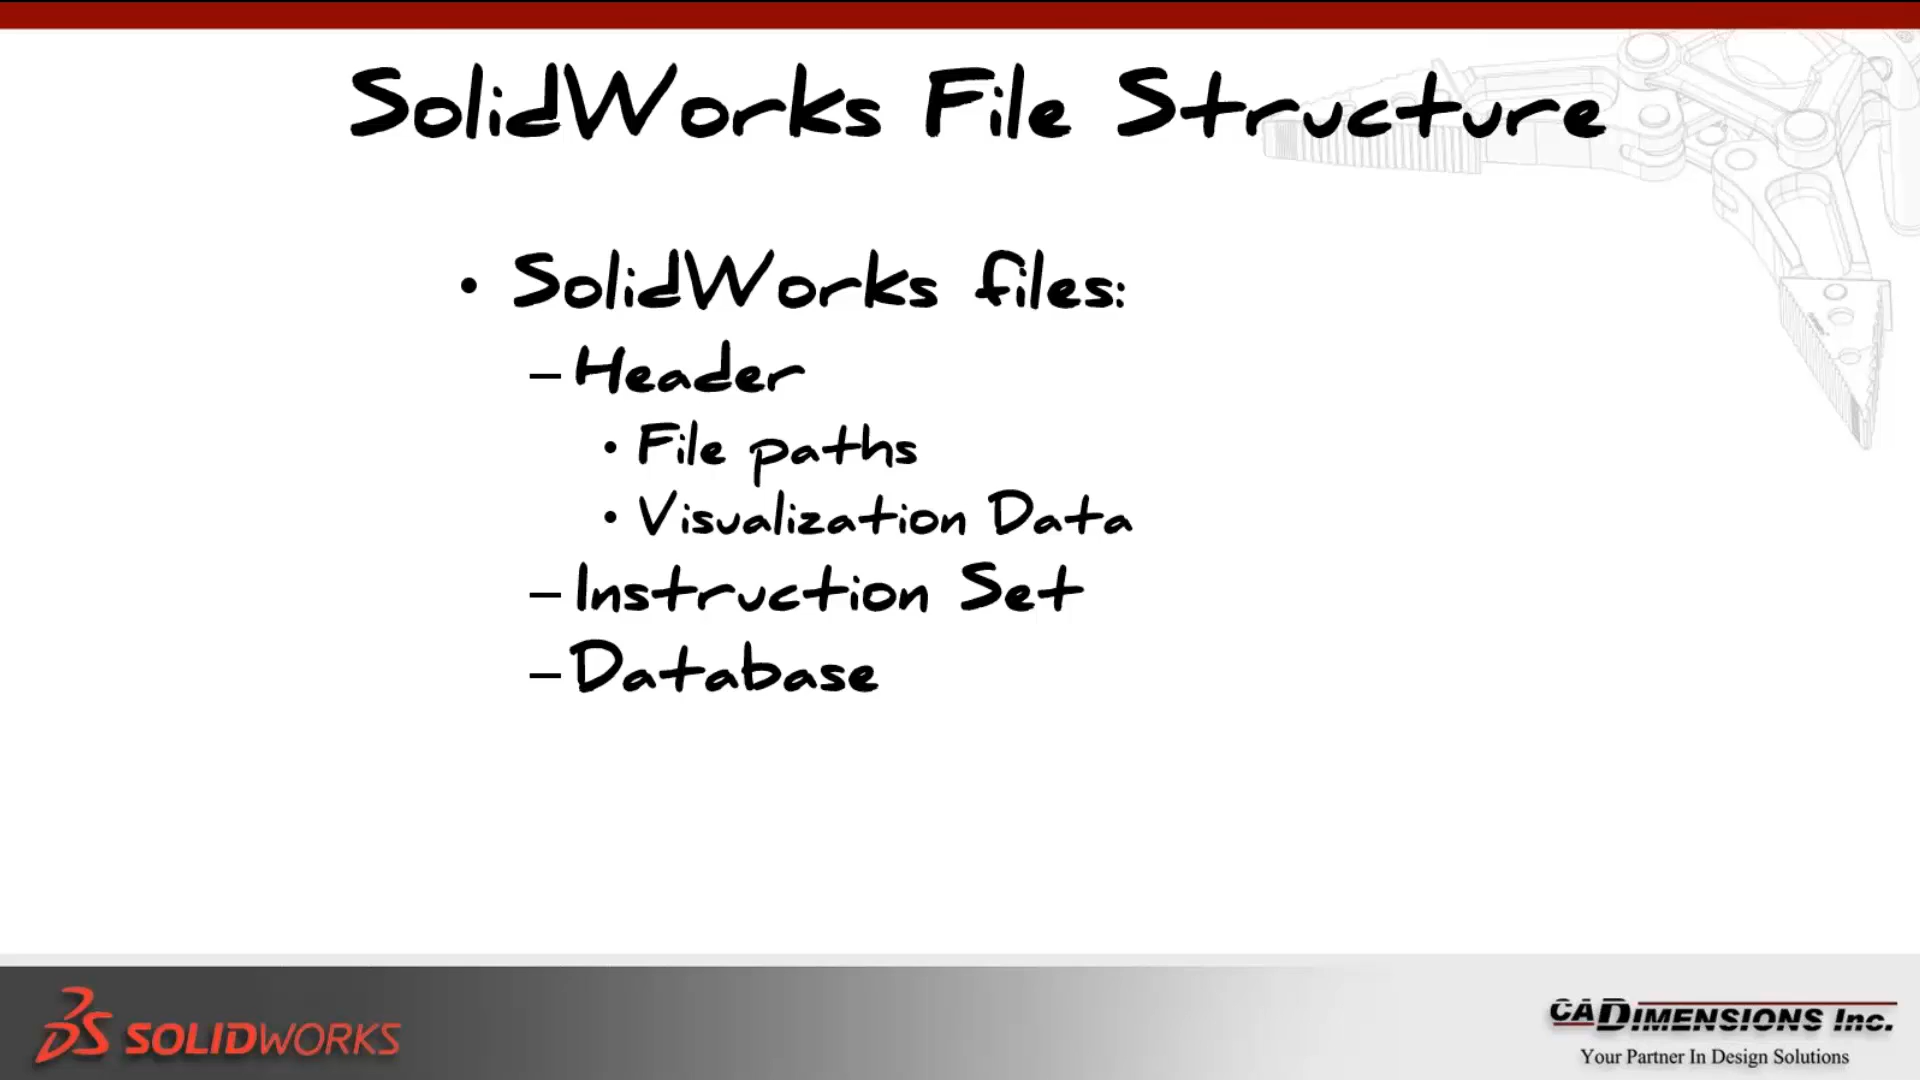 SolidWorks File Structure
• SolidWorks files:
– Header
• File paths
• Visualization Data
– Instruction Set
– Database
SOLIDWORKS
CADIMENSIONS Inc.
Your Partner In Design Solutions